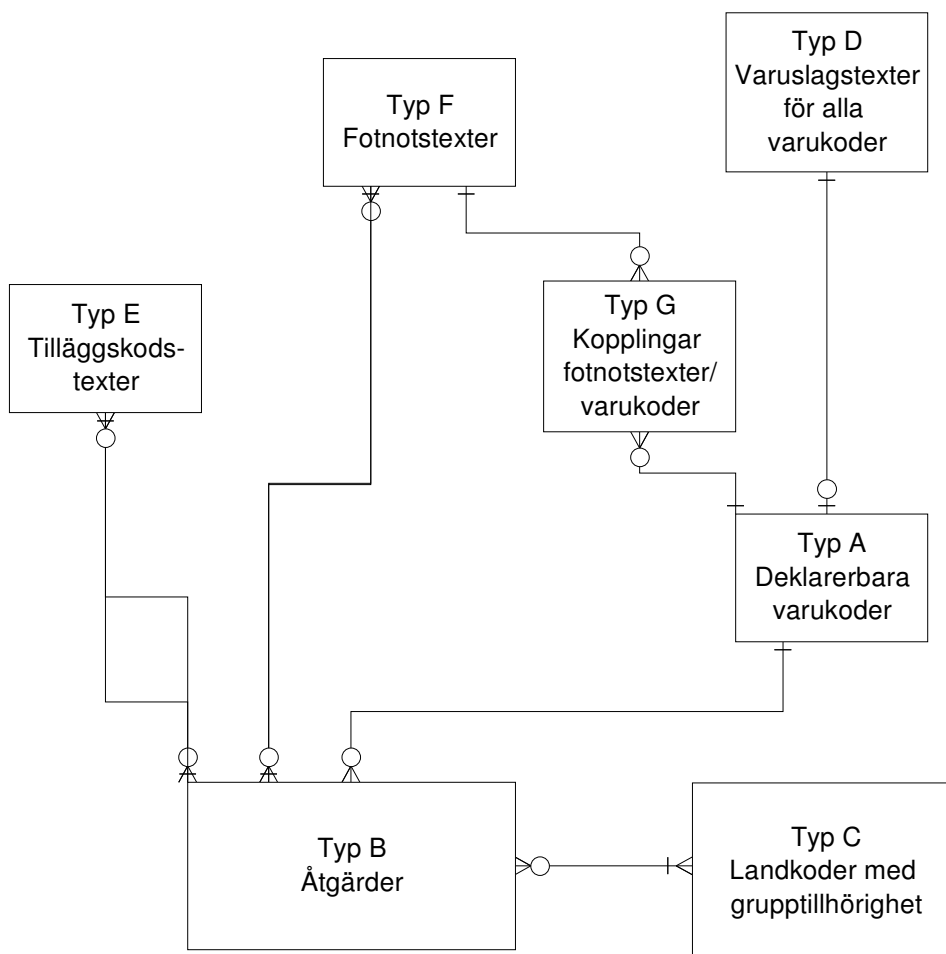 Typ D
Varuslagstexter
för alla
varukoder
Typ F
Fotnotstexter
Typ E
Tilläggskods-
texter
Typ G
Kopplingar
fotnotstexter/
varukoder
Typ A
Deklarerbara
varukoder
Typ B
Åtgärder
Typ C
Landkoder med
grupptillhörighet